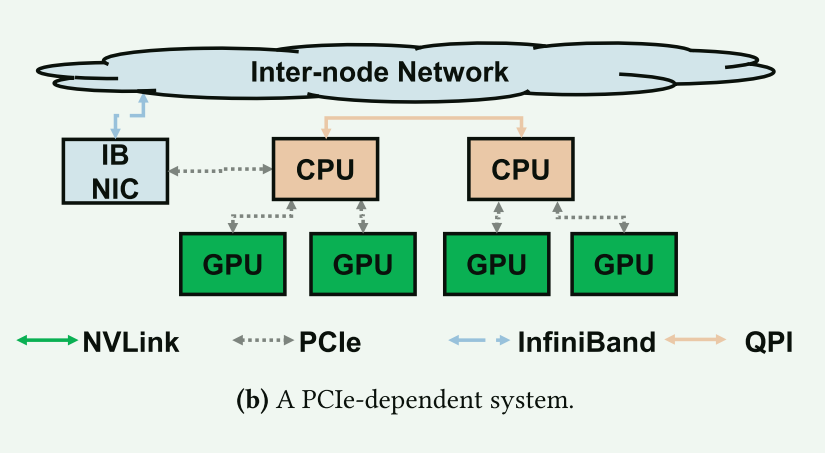 Inter-node Network
IB
NIC
CPU
CPU
GPU
GPU
GPU
GPU
NVLink
PCIe
InfiniBand
QPI
(b) A PCIe-dependent system.